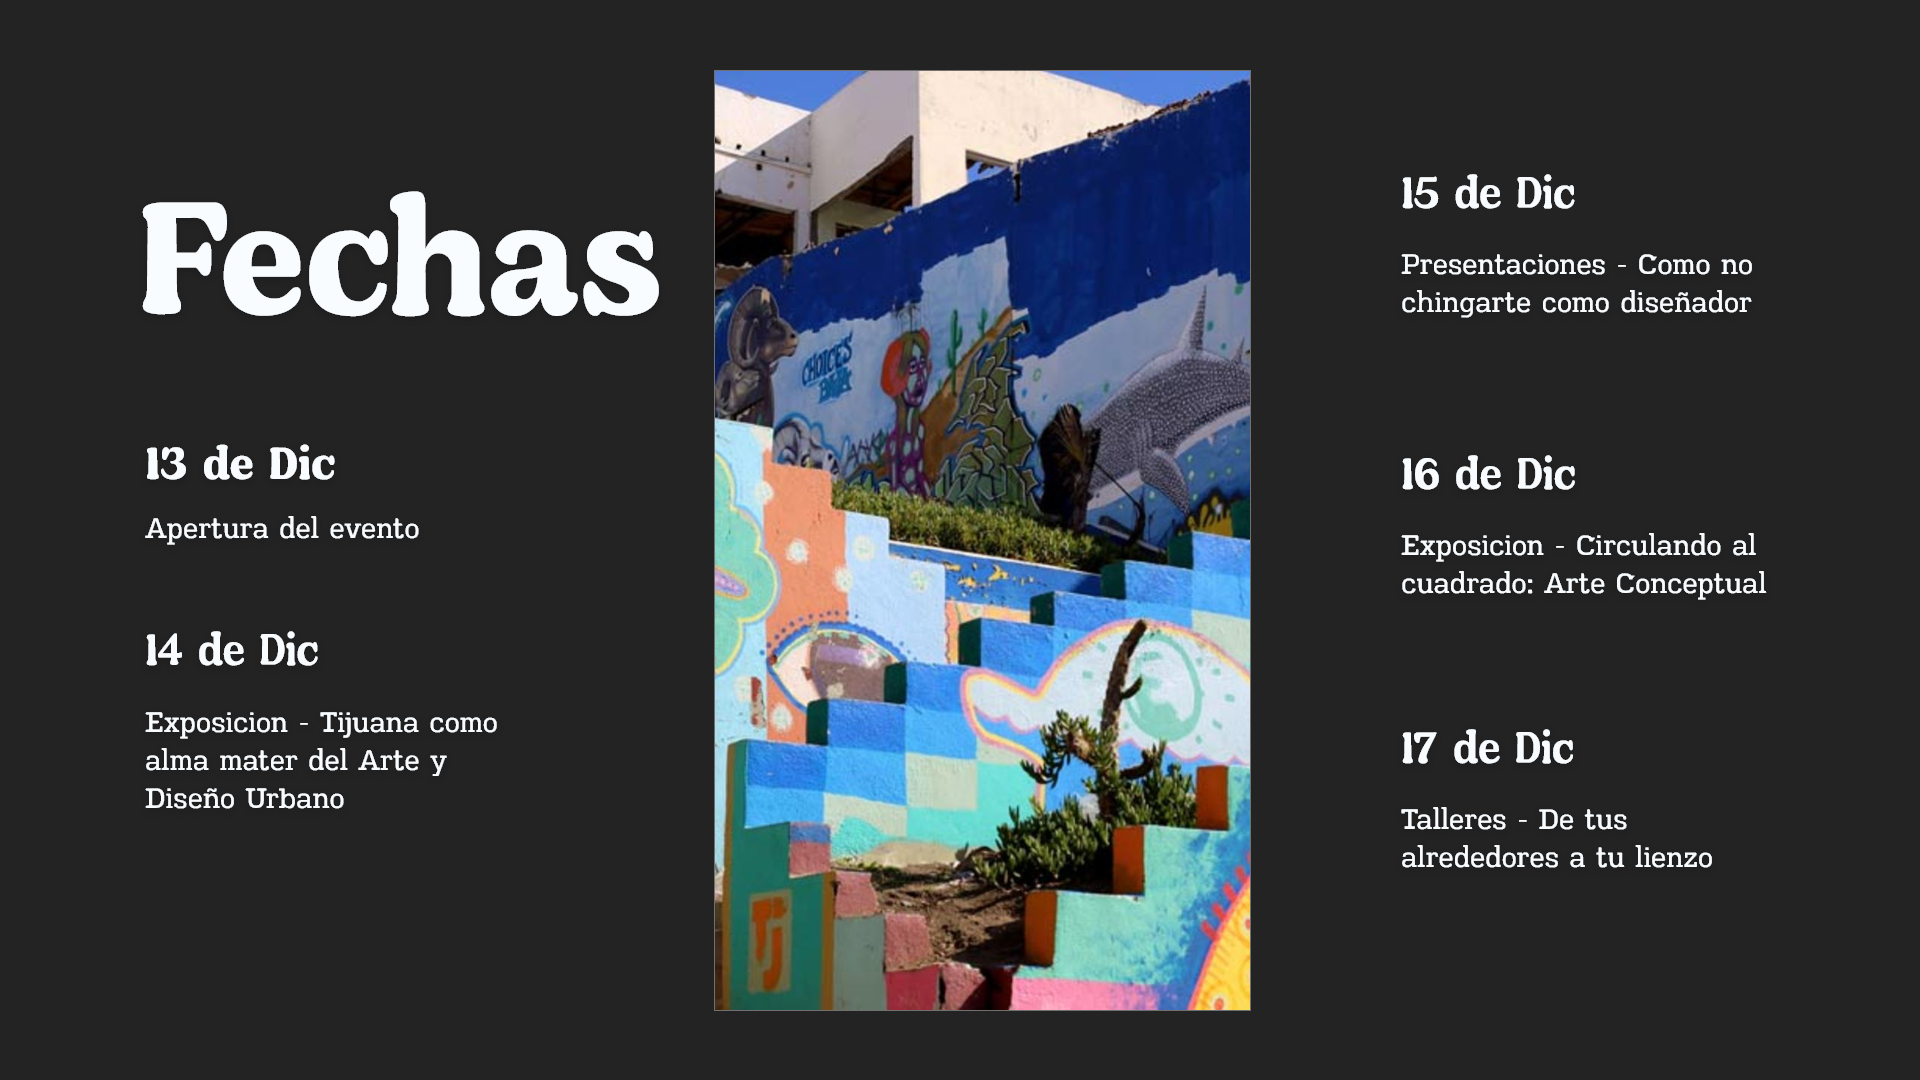 Fechas
13 de Dic
Apertura del evento
14 de Dic
Exposicion - Tijuana como
alma mater del Arte y
Diseño Urbano
CHOICES
TJ
15 de Dic
Presentaciones - Como no
chingarte como diseñador
16 de Dic
Exposicion - Circulando al
cuadrado: Arte Conceptual
17 de Dic
Talleres - De tus
alrededores a tu lienzo